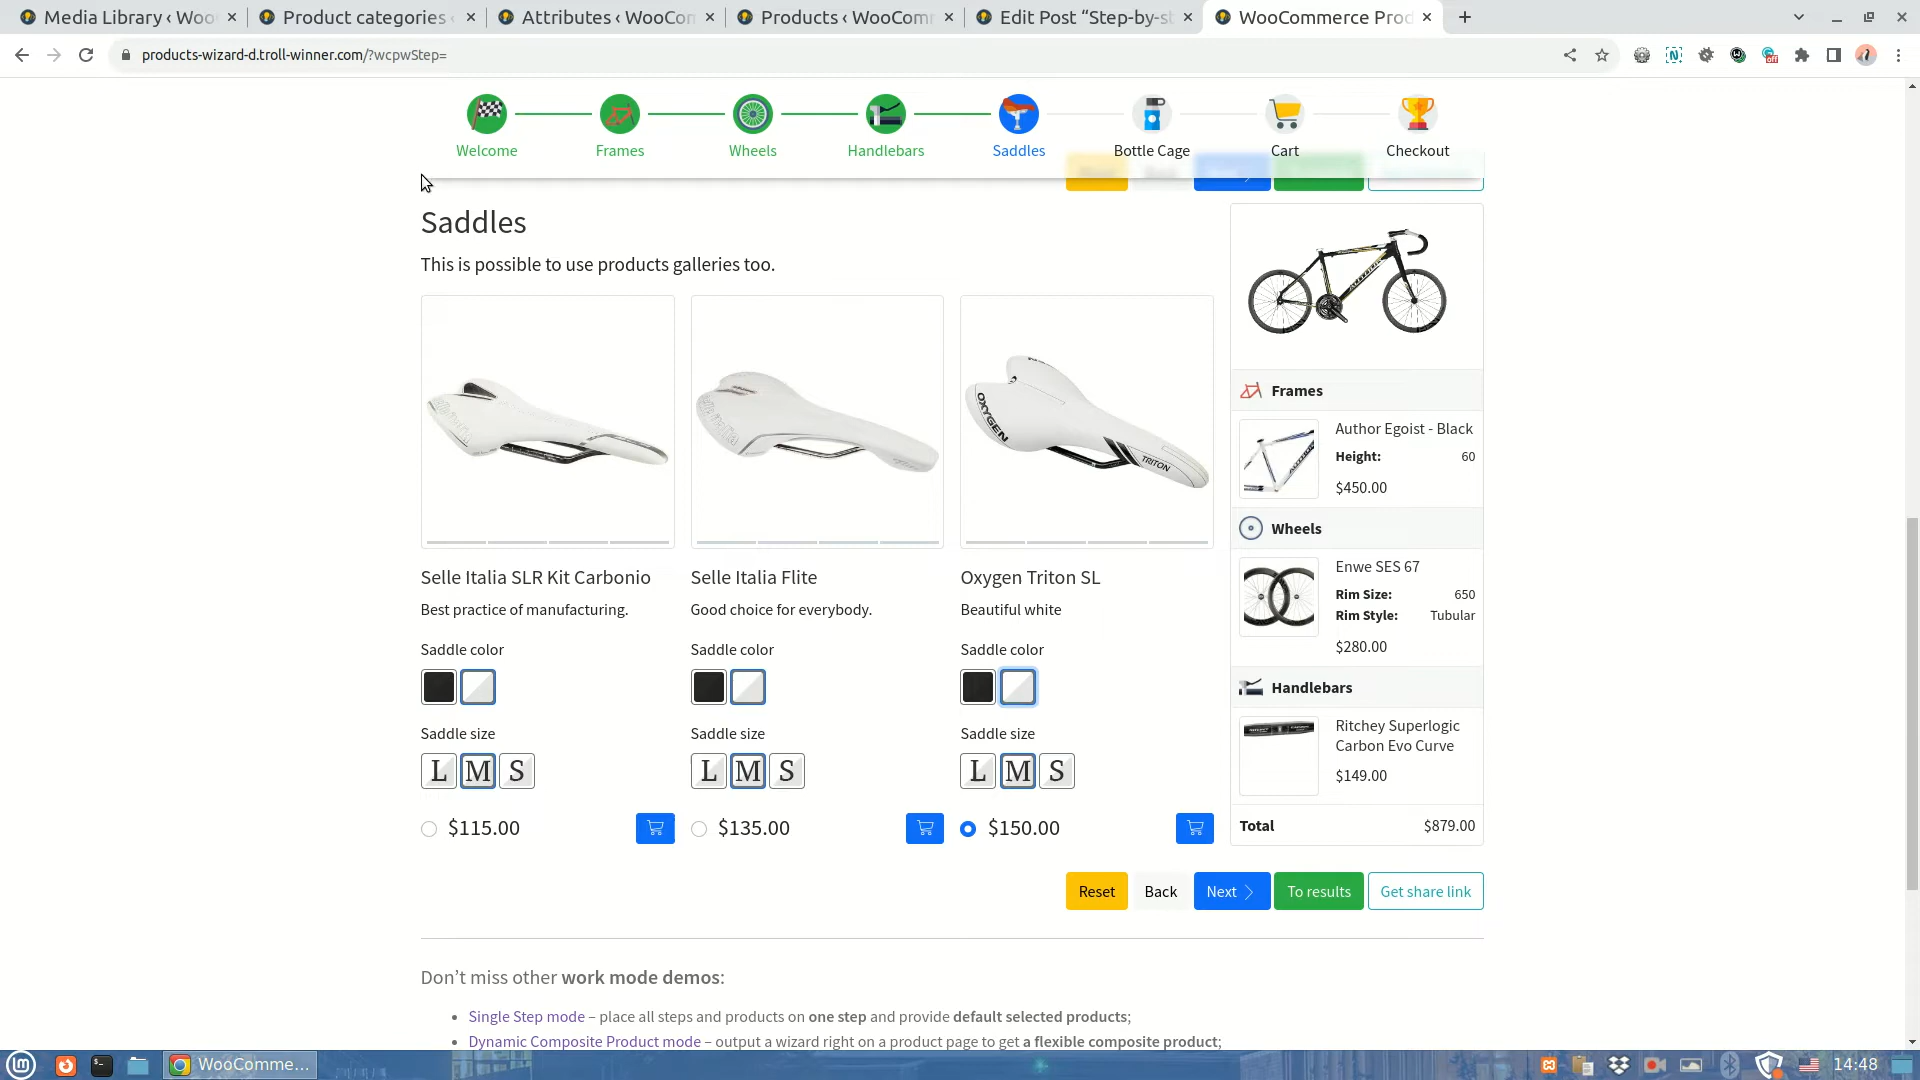 Media Library ‹ Woo
Product categories ‹
Attributes ‹ WooCon
Products ‹ WooComm
Edit Post “Step-by-st
WooCommerce Prod
products-wizard-d.troll-winner.com/?wcpwStep=
Welcome
Frames
Wheels
Handlebars
Saddles
Bottle Cage
Cart
Checkout
Saddles
This is possible to use products galleries too.
OXYGEN
TRITON
Selle Italia SLR Kit Carbonio
Best practice of manufacturing.
Saddle color
Saddle size
L M S
$115.00
Selle Italia Flite
Good choice for everybody.
Saddle color
Saddle size
L M S
$135.00
Oxygen Triton SL
Beautiful white
Saddle color
Saddle size
L M S
$150.00
Frames
Author Egoist - Black
Height: 60
$450.00
Wheels
Enwe SES 67
Rim Size: 650
Rim Style: Tubular
$280.00
Handlebars
Ritchey Superlogic
Carbon Evo Curve
$149.00
Total $879.00
Reset
Back
Next
To results
Get share link
Don’t miss other work mode demos:
• Single Step mode – place all steps and products on one step and provide default selected products;
• Dynamic Composite Product mode – output a wizard right on a product page to get a flexible composite product;
WooComme...
14:48